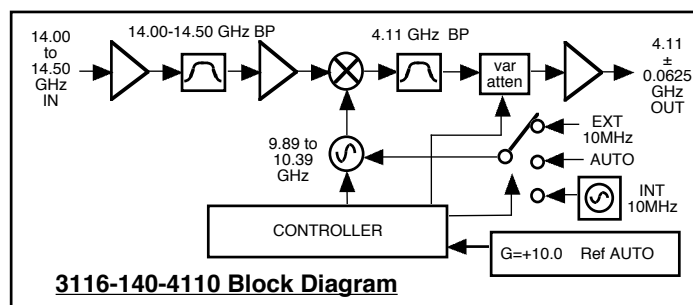 14.00
to
14.50
GHz
IN
14.00-14.50 GHz BP
4.11 GHz BP
var
atten
4.11
±
0.0625
GHz
OUT
9.89 to
10.39
GHz
EXT
10MHz
AUTO
INT
10MHz
CONTROLLER
G=+10.0 Ref AUTO
3116-140-4110 Block Diagram